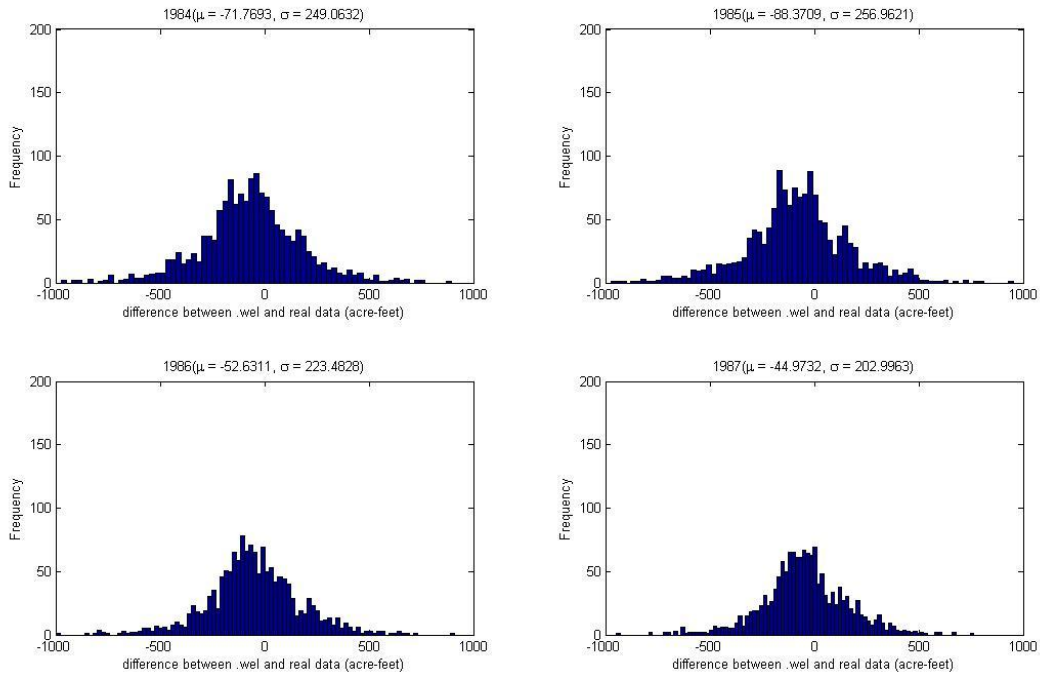 1984(μ = -71.7693, σ = 249.0632)
200
150
100
50
0
Frequency
-1000 -500 0 500 1000
difference between .wel and real data (acre-feet)
1985(μ = -88.3709, σ = 256.9621)
200
150
100
50
0
Frequency
-1000 -500 0 500 1000
difference between .wel and real data (acre-feet)
1986(μ = -52.6311, σ = 223.4828)
200
150
100
50
0
Frequency
-1000 -500 0 500 1000
difference between .wel and real data (acre-feet)
1987(μ = -44.9732, σ = 202.9963)
200
150
100
50
0
Frequency
-1000 -500 0 500 1000
difference between .wel and real data (acre-feet)